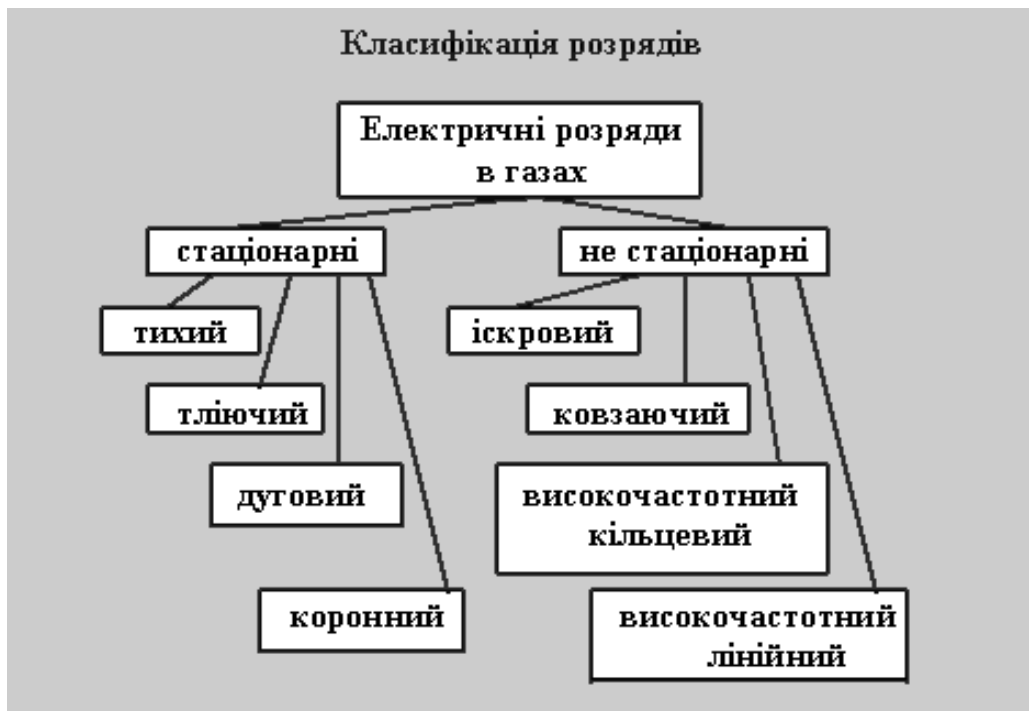 Класифікація розрядів
Електричні розряди
в газах
стаціонарні
не стаціонарні
тихий
іскровий
тліючий
ковзаючий
дуговий
високочастотний
кільцевий
коронний
високочастотний
лінійний